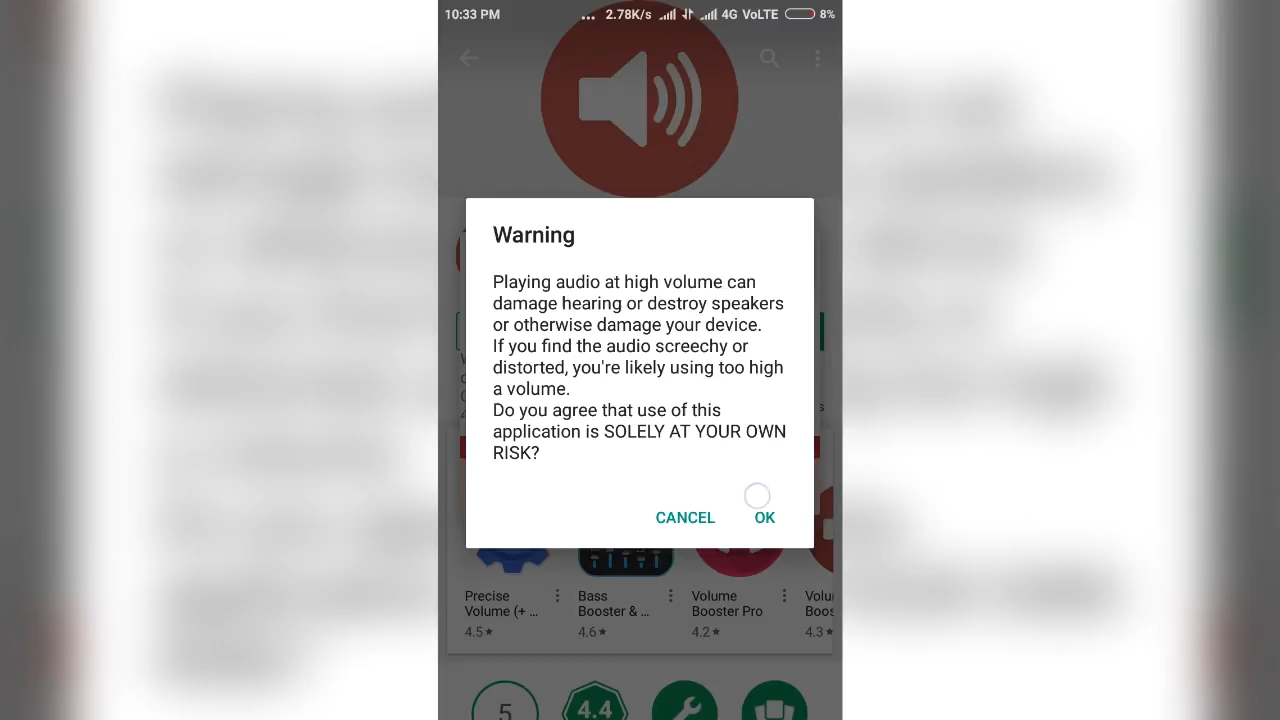 10:33 PM ... 2.78K/s 4G VoLTE 8%
Warning
Playing audio at high volume can
damage hearing or destroy speakers
or otherwise damage your device.
If you find the audio screechy or
distorted, you're likely using too high
a volume.
Do you agree that use of this
application is SOLELY AT YOUR OWN
RISK?
CANCEL OK
Precise
Volume (+ ...
4.5★
Bass
Booster & ...
4.6★
Volume
Booster Pro
4.2★
4.3★
5
4.4